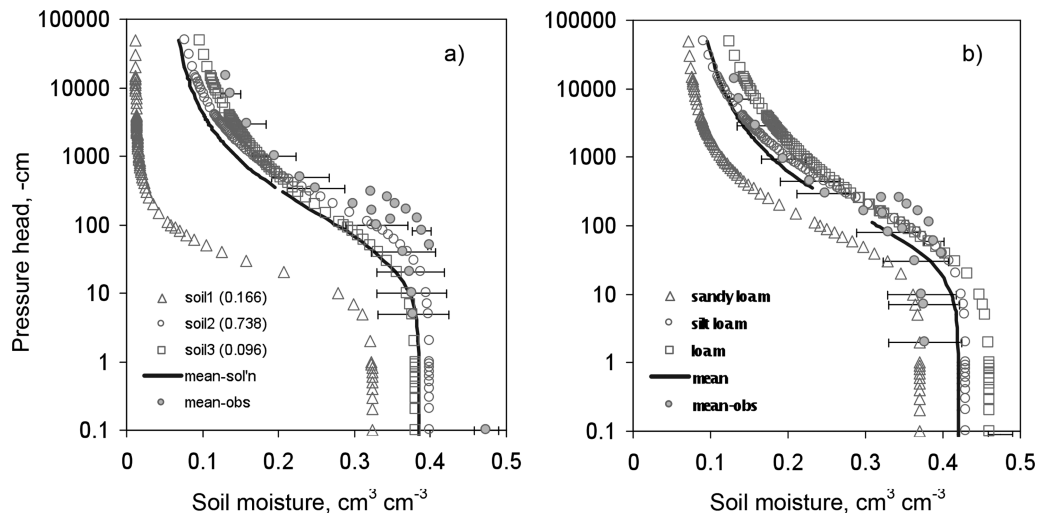 100000
10000
1000
100
10
1
0.1
Pressure head, -cm
a)
soil1 (0.166)
soil2 (0.738)
soil3 (0.096)
mean-sol'n
mean-obs
0 0.1 0.2 0.3 0.4 0.5
Soil moisture, cm³ cm⁻³
100000
10000
1000
100
10
1
0.1
b)
sandy loam
silt loam
loam
mean
mean-obs
0 0.1 0.2 0.3 0.4 0.5
Soil moisture, cm³ cm⁻³